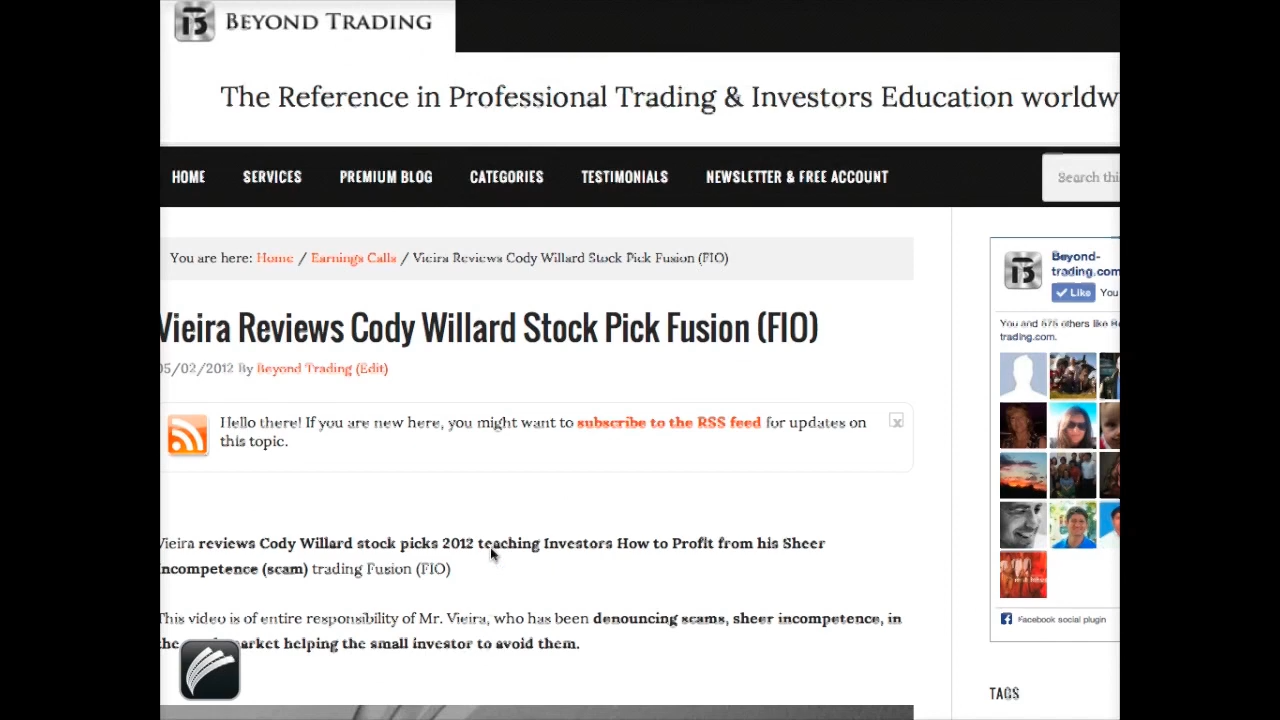 BEYOND TRADING
The Reference in Professional Trading & Investors Education worldw
HOME SERVICES PREMIUM BLOG CATEGORIES TESTIMONIALS NEWSLETTER & FREE ACCOUNT Search thi
You are here: Home / Earnings Calls / Vieira Reviews Cody Willard Stock Pick Fusion (FIO)
Vieira Reviews Cody Willard Stock Pick Fusion (FIO)
05/02/2012 By Beyond Trading (Edit)
Hello there! If you are new here, you might want to subscribe to the RSS feed for updates on
this topic.
Vieira reviews Cody Willard stock picks 2012 teaching Investors How to Profit from his Sheer
incompetence (scam) trading Fusion (FIO)
This video is of entire responsibility of Mr. Vieira, who has been denouncing scams, sheer incompetence, in
the market helping the small investor to avoid them.
Beyond-
trading.com
Like You
You and 575 others like Be
trading.com.
Facebook social plugin
TAGS